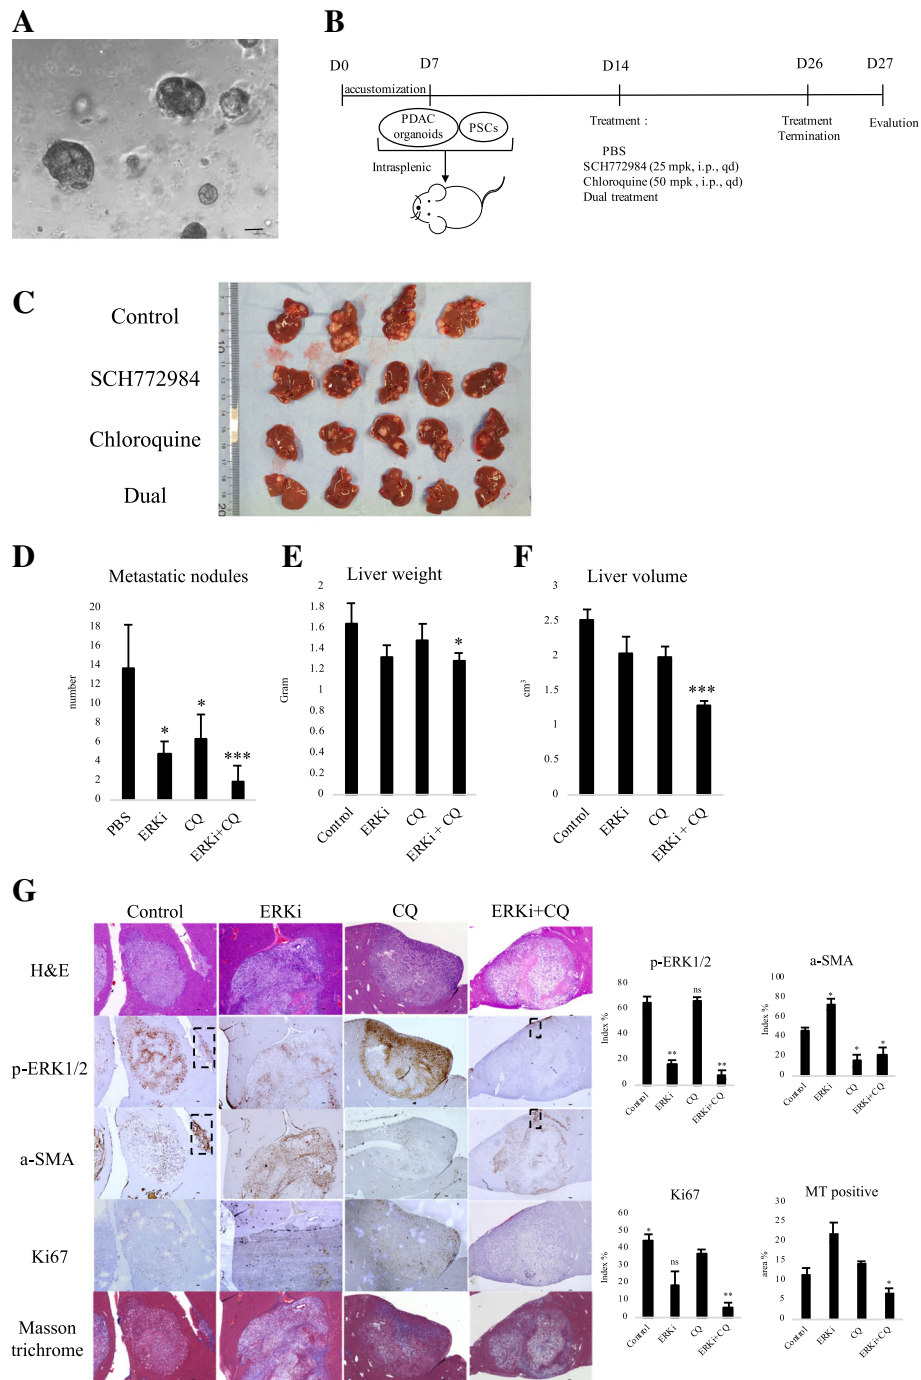 A
B
D0
D7
D14
D26
D27
accustomization
PDAC
organoids
PSCs
Intrasplenic
Treatment :
PBS
SCH772984 (25 mpk, i.p., qd)
Chloroquine (50 mpk , i.p., qd)
Dual treatment
Treatment
Termination
Evalution
C
Control
SCH772984
Chloroquine
Dual
D
Metastatic nodules
number
20
18
16
14
12
10
8
6
4
2
0
*
*
***
PBS
ERKi
CQ
ERKi+CQ
E
Liver weight
Gram
2
1.8
1.6
1.4
1.2
1
0.8
0.6
0.4
0.2
0
*
Control
ERKi
CQ
ERKi + CQ
F
Liver volume
cm³
3
2.5
2
1.5
1
0.5
0
***
Control
ERKi
CQ
ERKi + CQ
G
Control
ERKi
CQ
ERKi+CQ
H&E
p-ERK1/2
a-SMA
Ki67
Masson
trichrome
p-ERK1/2
Index %
80
60
40
20
0
**
ns
**
Control
ERKi
CQ
ERKi+CQ
a-SMA
Index %
100
80
60
40
20
0
*
*
*
Control
ERKi
CQ
ERKi+CQ
Ki67
Index %
60
50
40
30
20
10
0
*
ns
**
Control
ERKi
CQ
ERKi+CQ
MT positive
area %
30
25
20
15
10
5
0
*
Control
ERKi
CQ
ERKi+CQ